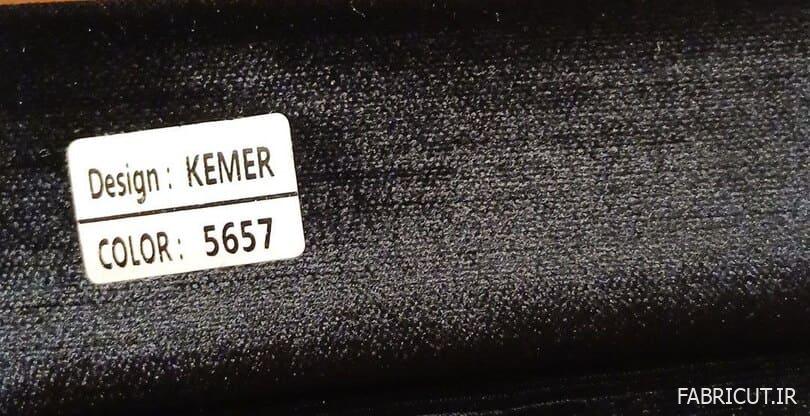 Design : KEMER
COLOR : 5657
FABRICUT.IR